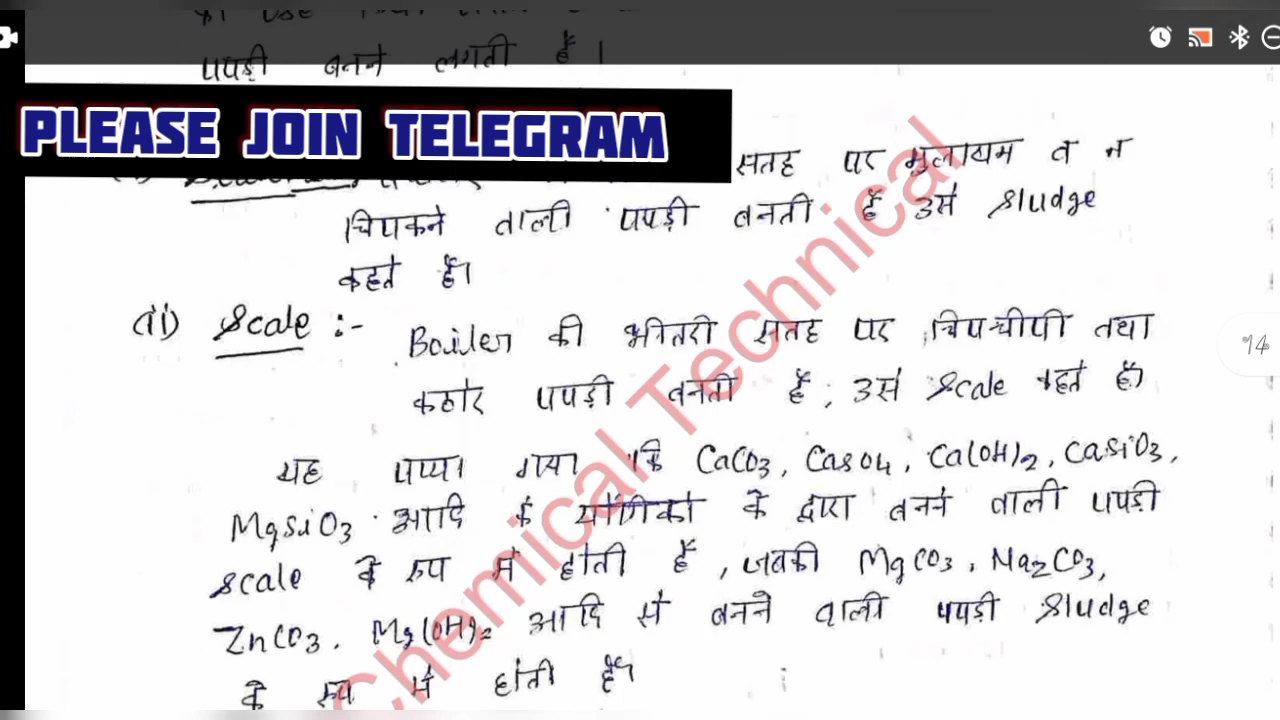 पपड़ी बनने लगती हैं।
PLEASE JOIN TELEGRAM
सतह पर मुलायम व न
चिपकने वाली पपड़ी बनती हैं उसे Sludge
कहते हैं।
(ii) Scale :- Boiler की भीतरी सतह पर चिपचीपी तथा
14
कठोर पपड़ी बनती हैं, उसे Scale कहते हैं।
यह पाया गया कि CaCO3, CaSO4, Ca(OH)2, CaSiO3,
MgSiO3 आदि के यौगिको के द्वारा बनने वाली पपड़ी
Scale के रुप में होती हैं, जबकी MgCO3, Na2CO3,
ZnCO3, Mg(OH)2 आदि से बनने वाली पपड़ी Sludge
के रूप में होती हैं।
Chemical Technical